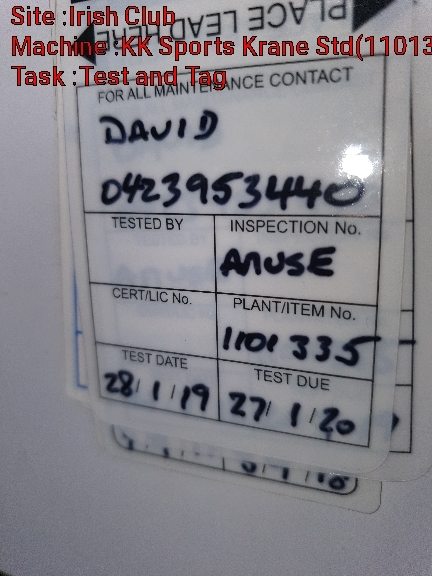 Site :Irish Club
Machine :KK Sports Krane Std(11013
Task :Test and Tag
PLACE LEAD HERE
FOR ALL MAINTENANCE CONTACT
DAVID
0423953440
TESTED BY
INSPECTION No.
AMUSE
CERT/LIC No.
PLANT/ITEM No.
1101335
TEST DATE
TEST DUE
28/1/19
27/1/20